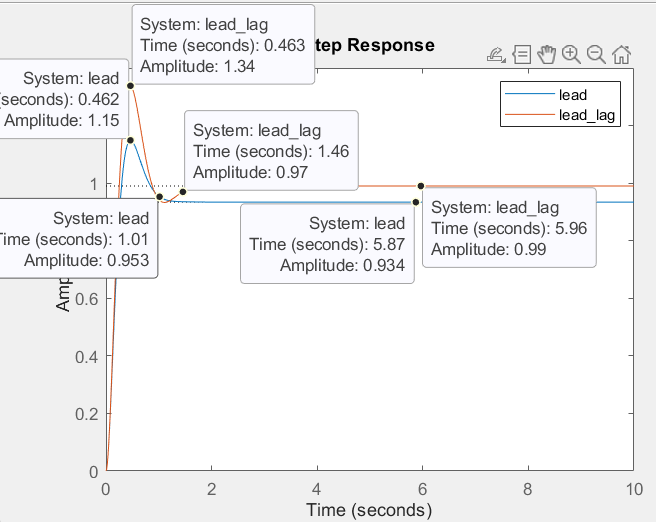 System: lead_lag
Time (seconds): 0.463
Amplitude: 1.34
tep Response
System: lead
(seconds): 0.462
Amplitude: 1.15
lead
lead_lag
System: lead_lag
Time (seconds): 1.46
Amplitude: 0.97
System: lead
Time (seconds): 1.01
Amplitude: 0.953
System: lead
Time (seconds): 5.87
Amplitude: 0.934
System: lead_lag
Time (seconds): 5.96
Amplitude: 0.99
Amp
1
0.6
0.4
0.2
0
0
2
4
6
8
10
Time (seconds)